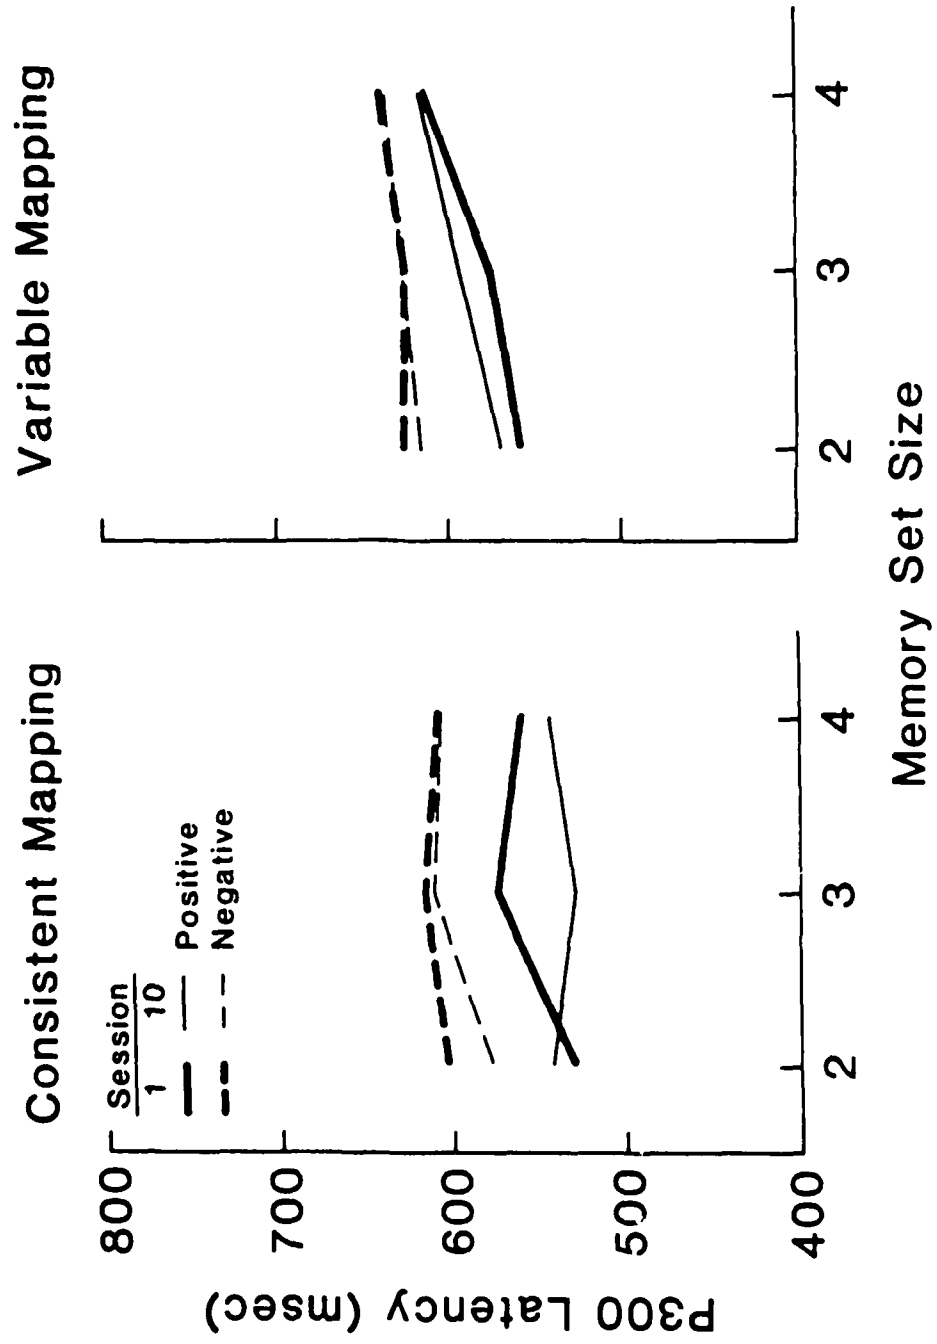 Consistent Mapping
Variable Mapping
Session
1 10
Positive
Negative
800
700
600
500
400
P300 Latency (msec)
2 3 4
2 3 4
Memory Set Size